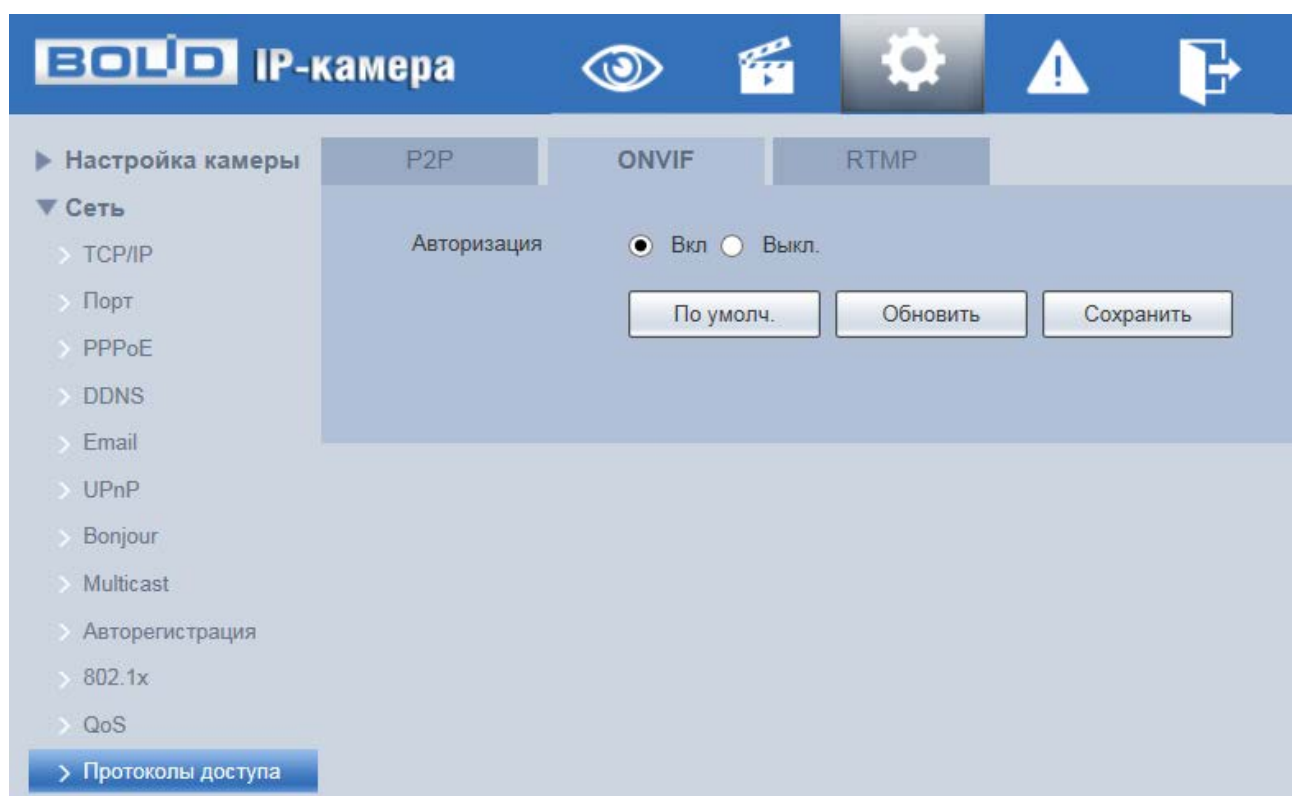 BOLID IP-камера
Настройка камеры
P2P ONVIF RTMP
Сеть
Авторизация Вкл Выкл.
TCP/IP
Порт
По умолч. Обновить Сохранить
PPPoE
DDNS
Email
UPnP
Bonjour
Multicast
Авторегистрация
802.1x
QoS
Протоколы доступа